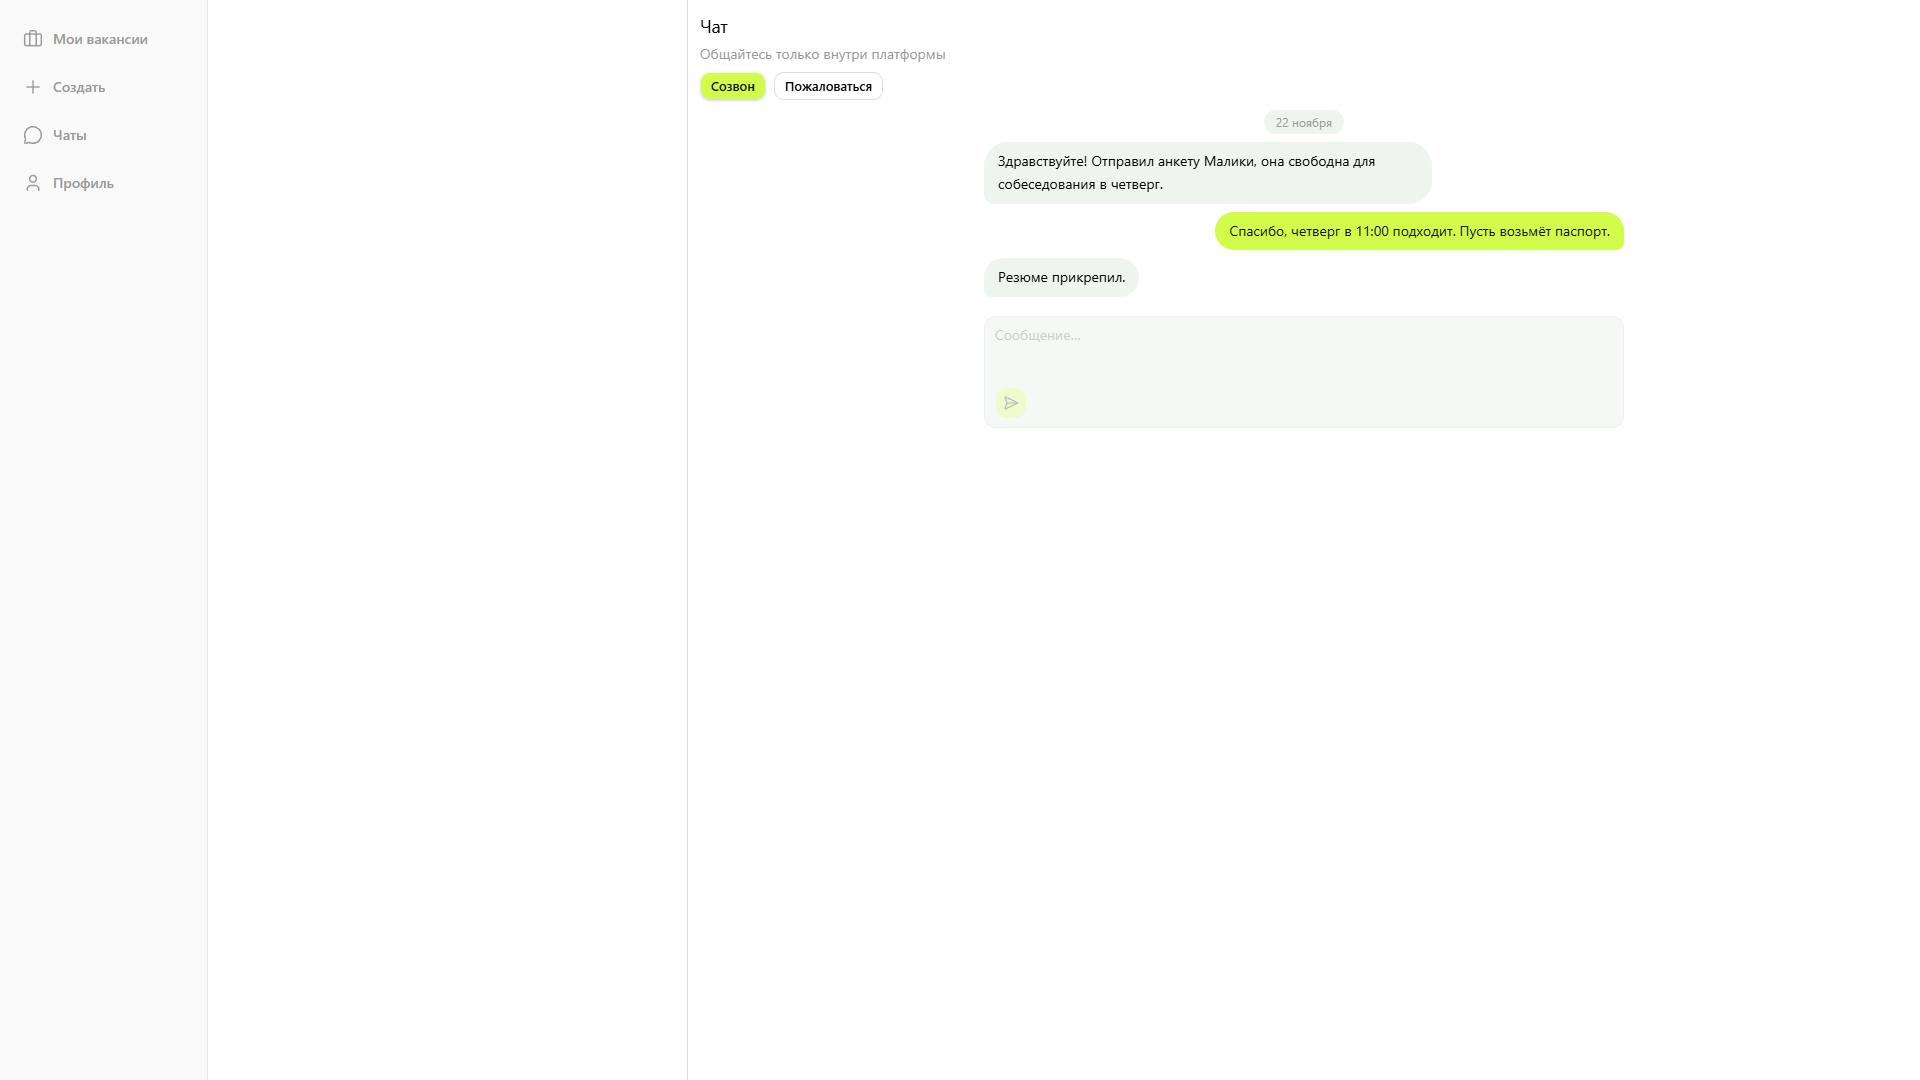 Мои вакансии
Создать
Чаты
Профиль
Чат
Общайтесь только внутри платформы
Созвон
Пожаловаться
22 ноября
Здравствуйте! Отправил анкету Малики, она свободна для
собеседования в четверг.
Спасибо, четверг в 11:00 подходит. Пусть возьмёт паспорт.
Резюме прикрепил.
Сообщение...